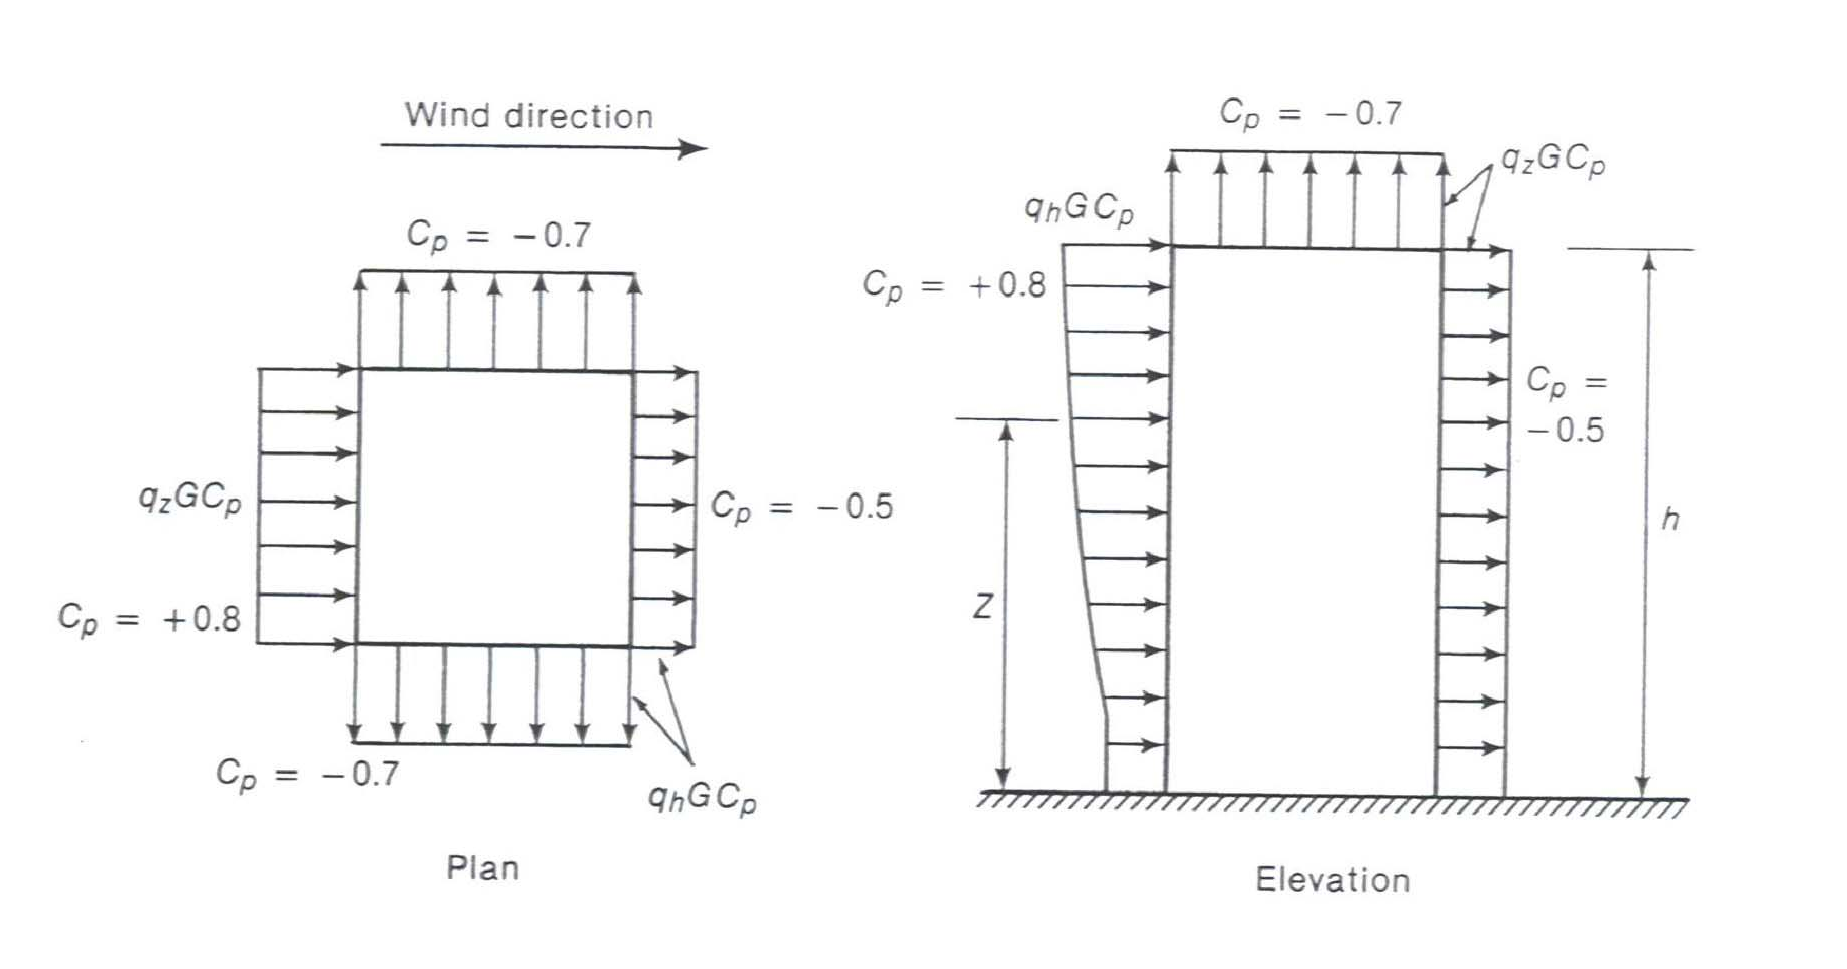 Wind direction
Cp = −0.7
qzGCp
Cp = +0.8
Cp = −0.5
Cp = −0.7
qhGCp
Plan
Cp = −0.7
qzGCp
qhGCp
Cp = +0.8
Cp =
−0.5
h
Z
Elevation